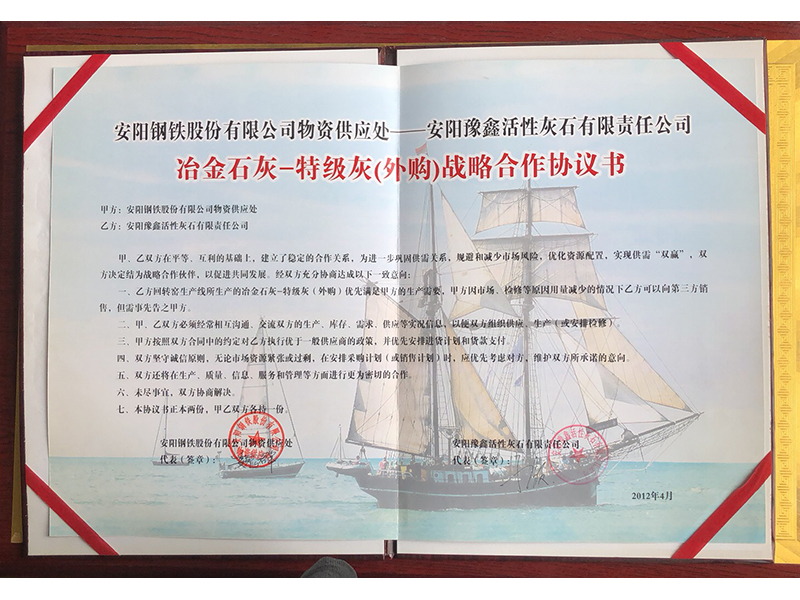 安阳钢铁股份有限公司物资供应处——安阳豫鑫活性灰石有限责任公司
冶金石灰-特级灰(外购)战略合作协议书
甲方：安阳钢铁股份有限公司物资供应处
乙方：安阳豫鑫活性灰石有限责任公司
甲、乙双方在平等、互利的基础上，建立了稳定的合作关系，为进一步巩固供需关系，规避和减少市场风险，优化资源配置，实现供需“双赢”，双
方决定结为战略合作伙伴，以促进共同发展。经双方充分协商达成以下一致意向：
一、乙方回转窑生产线所生产的冶金石灰-特级灰（外购）优先满足甲方的生产需要，甲方因市场、检修等原因用量减少的情况下乙方可以向第三方销
售，但需事先告之甲方。
二、甲、乙双方必须经常相互沟通、交流双方的生产、库存、需求、供应等实况信息，以便双方组织供应、生产（或安排检修）。
三、甲方按照双方合同中的约定对乙方执行优于一般供应商的政策，并优先安排进货计划和货款支付。
四、双方坚守诚信原则，无论市场资源紧张或过剩，在安排采购计划（或销售计划）时，应优先考虑对方，维护双方所承诺的意向。
五、双方还将在生产、质量、信息、服务和管理等方面进行更为密切的合作。
六、未尽事宜，双方协商解决。
七、本协议书正本两份，甲乙双方各持一份。
安阳钢铁股份有限公司物资供应处
安阳豫鑫活性灰石有限责任公司
代表（签章）：
代表（签章）：
2012年4月